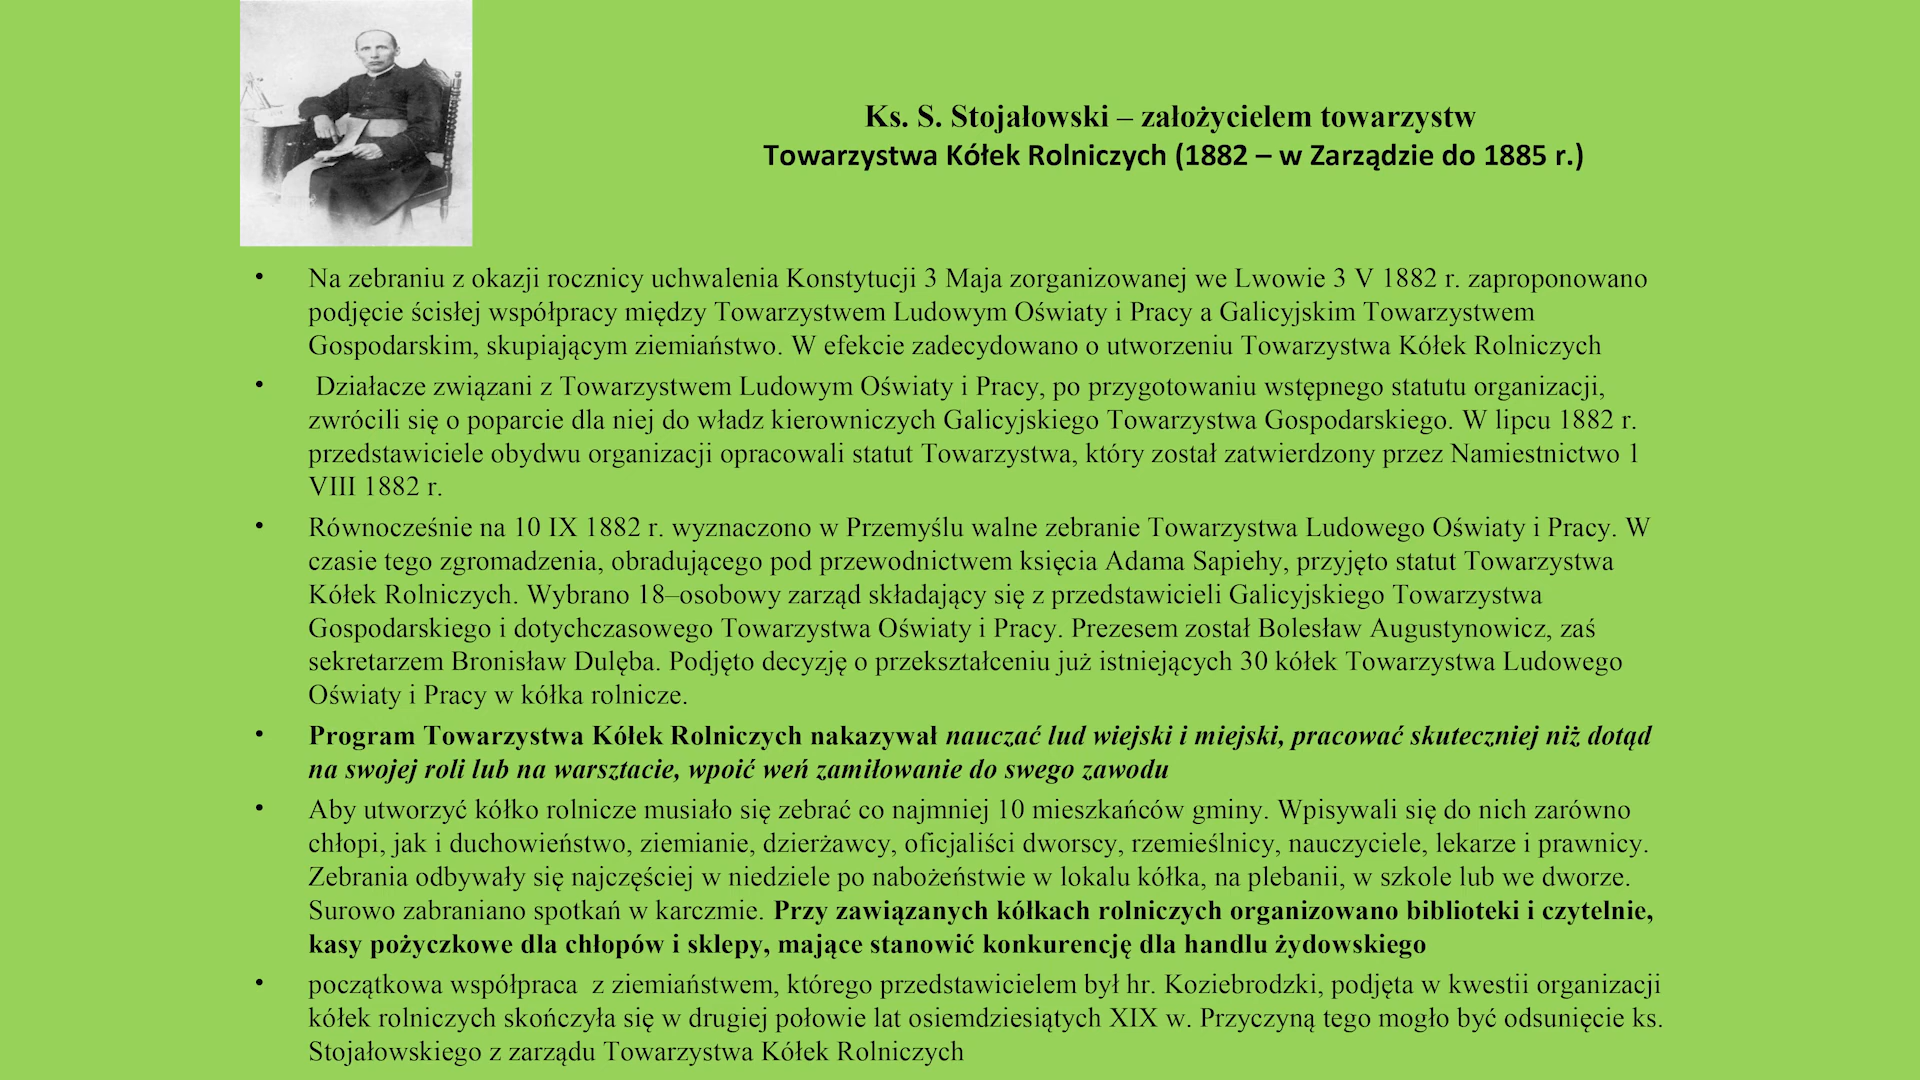 Ks. S. Stojałowski – założycielem towarzystw
Towarzystwa Kółek Rolniczych (1882 – w Zarządzie do 1885 r.)
• Na zebraniu z okazji rocznicy uchwalenia Konstytucji 3 Maja zorganizowanej we Lwowie 3 V 1882 r. zaproponowano
podjęcie ścisłej współpracy między Towarzystwem Ludowym Oświaty i Pracy a Galicyjskim Towarzystwem
Gospodarskim, skupiającym ziemiaństwo. W efekcie zadecydowano o utworzeniu Towarzystwa Kółek Rolniczych
• Działacze związani z Towarzystwem Ludowym Oświaty i Pracy, po przygotowaniu wstępnego statutu organizacji,
zwrócili się o poparcie dla niej do władz kierowniczych Galicyjskiego Towarzystwa Gospodarskiego. W lipcu 1882 r.
przedstawiciele obydwu organizacji opracowali statut Towarzystwa, który został zatwierdzony przez Namiestnictwo 1
VIII 1882 r.
• Równocześnie na 10 IX 1882 r. wyznaczono w Przemyślu walne zebranie Towarzystwa Ludowego Oświaty i Pracy. W
czasie tego zgromadzenia, obradującego pod przewodnictwem księcia Adama Sapiehy, przyjęto statut Towarzystwa
Kółek Rolniczych. Wybrano 18–osobowy zarząd składający się z przedstawicieli Galicyjskiego Towarzystwa
Gospodarskiego i dotychczasowego Towarzystwa Oświaty i Pracy. Prezesem został Bolesław Augustynowicz, zaś
sekretarzem Bronisław Dulęba. Podjęto decyzję o przekształceniu już istniejących 30 kółek Towarzystwa Ludowego
Oświaty i Pracy w kółka rolnicze.
• Program Towarzystwa Kółek Rolniczych nakazywał nauczać lud wiejski i miejski, pracować skuteczniej niż dotąd
na swojej roli lub na warsztacie, wpoić weń zamiłowanie do swego zawodu
• Aby utworzyć kółko rolnicze musiało się zebrać co najmniej 10 mieszkańców gminy. Wpisywali się do nich zarówno
chłopi, jak i duchowieństwo, ziemianie, dzierżawcy, oficjaliści dworscy, rzemieślnicy, nauczyciele, lekarze i prawnicy.
Zebrania odbywały się najczęściej w niedziele po nabożeństwie w lokalu kółka, na plebanii, w szkole lub we dworze.
Surowo zabraniano spotkań w karczmie. Przy zawiązanych kółkach rolniczych organizowano biblioteki i czytelnie,
kasy pożyczkowe dla chłopów i sklepy, mające stanowić konkurencję dla handlu żydowskiego
• początkowa współpraca z ziemiaństwem, którego przedstawicielem był hr. Koziebrodzki, podjęta w kwestii organizacji
kółek rolniczych skończyła się w drugiej połowie lat osiemdziesiątych XIX w. Przyczyną tego mogło być odsunięcie ks.
Stojałowskiego z zarządu Towarzystwa Kółek Rolniczych